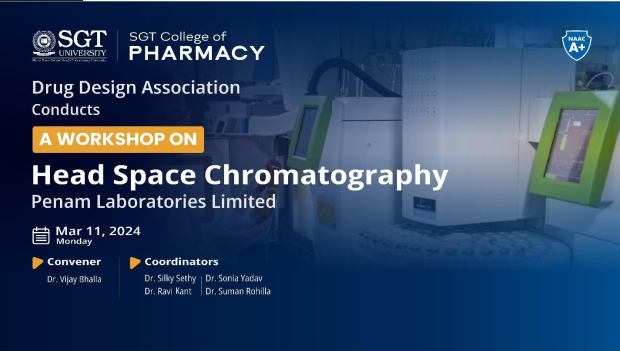 SGT
UNIVERSITY
SGT College of
PHARMACY
NAAC
A+
Drug Design Association
Conducts
A WORKSHOP ON
Head Space Chromatography
Penam Laboratories Limited
Mar 11, 2024
Monday
Convener
Dr. Vijay Bhalla
Coordinators
Dr. Silky Sethy
Dr. Sonia Yadav
Dr. Ravi Kant
Dr. Suman Rohilla